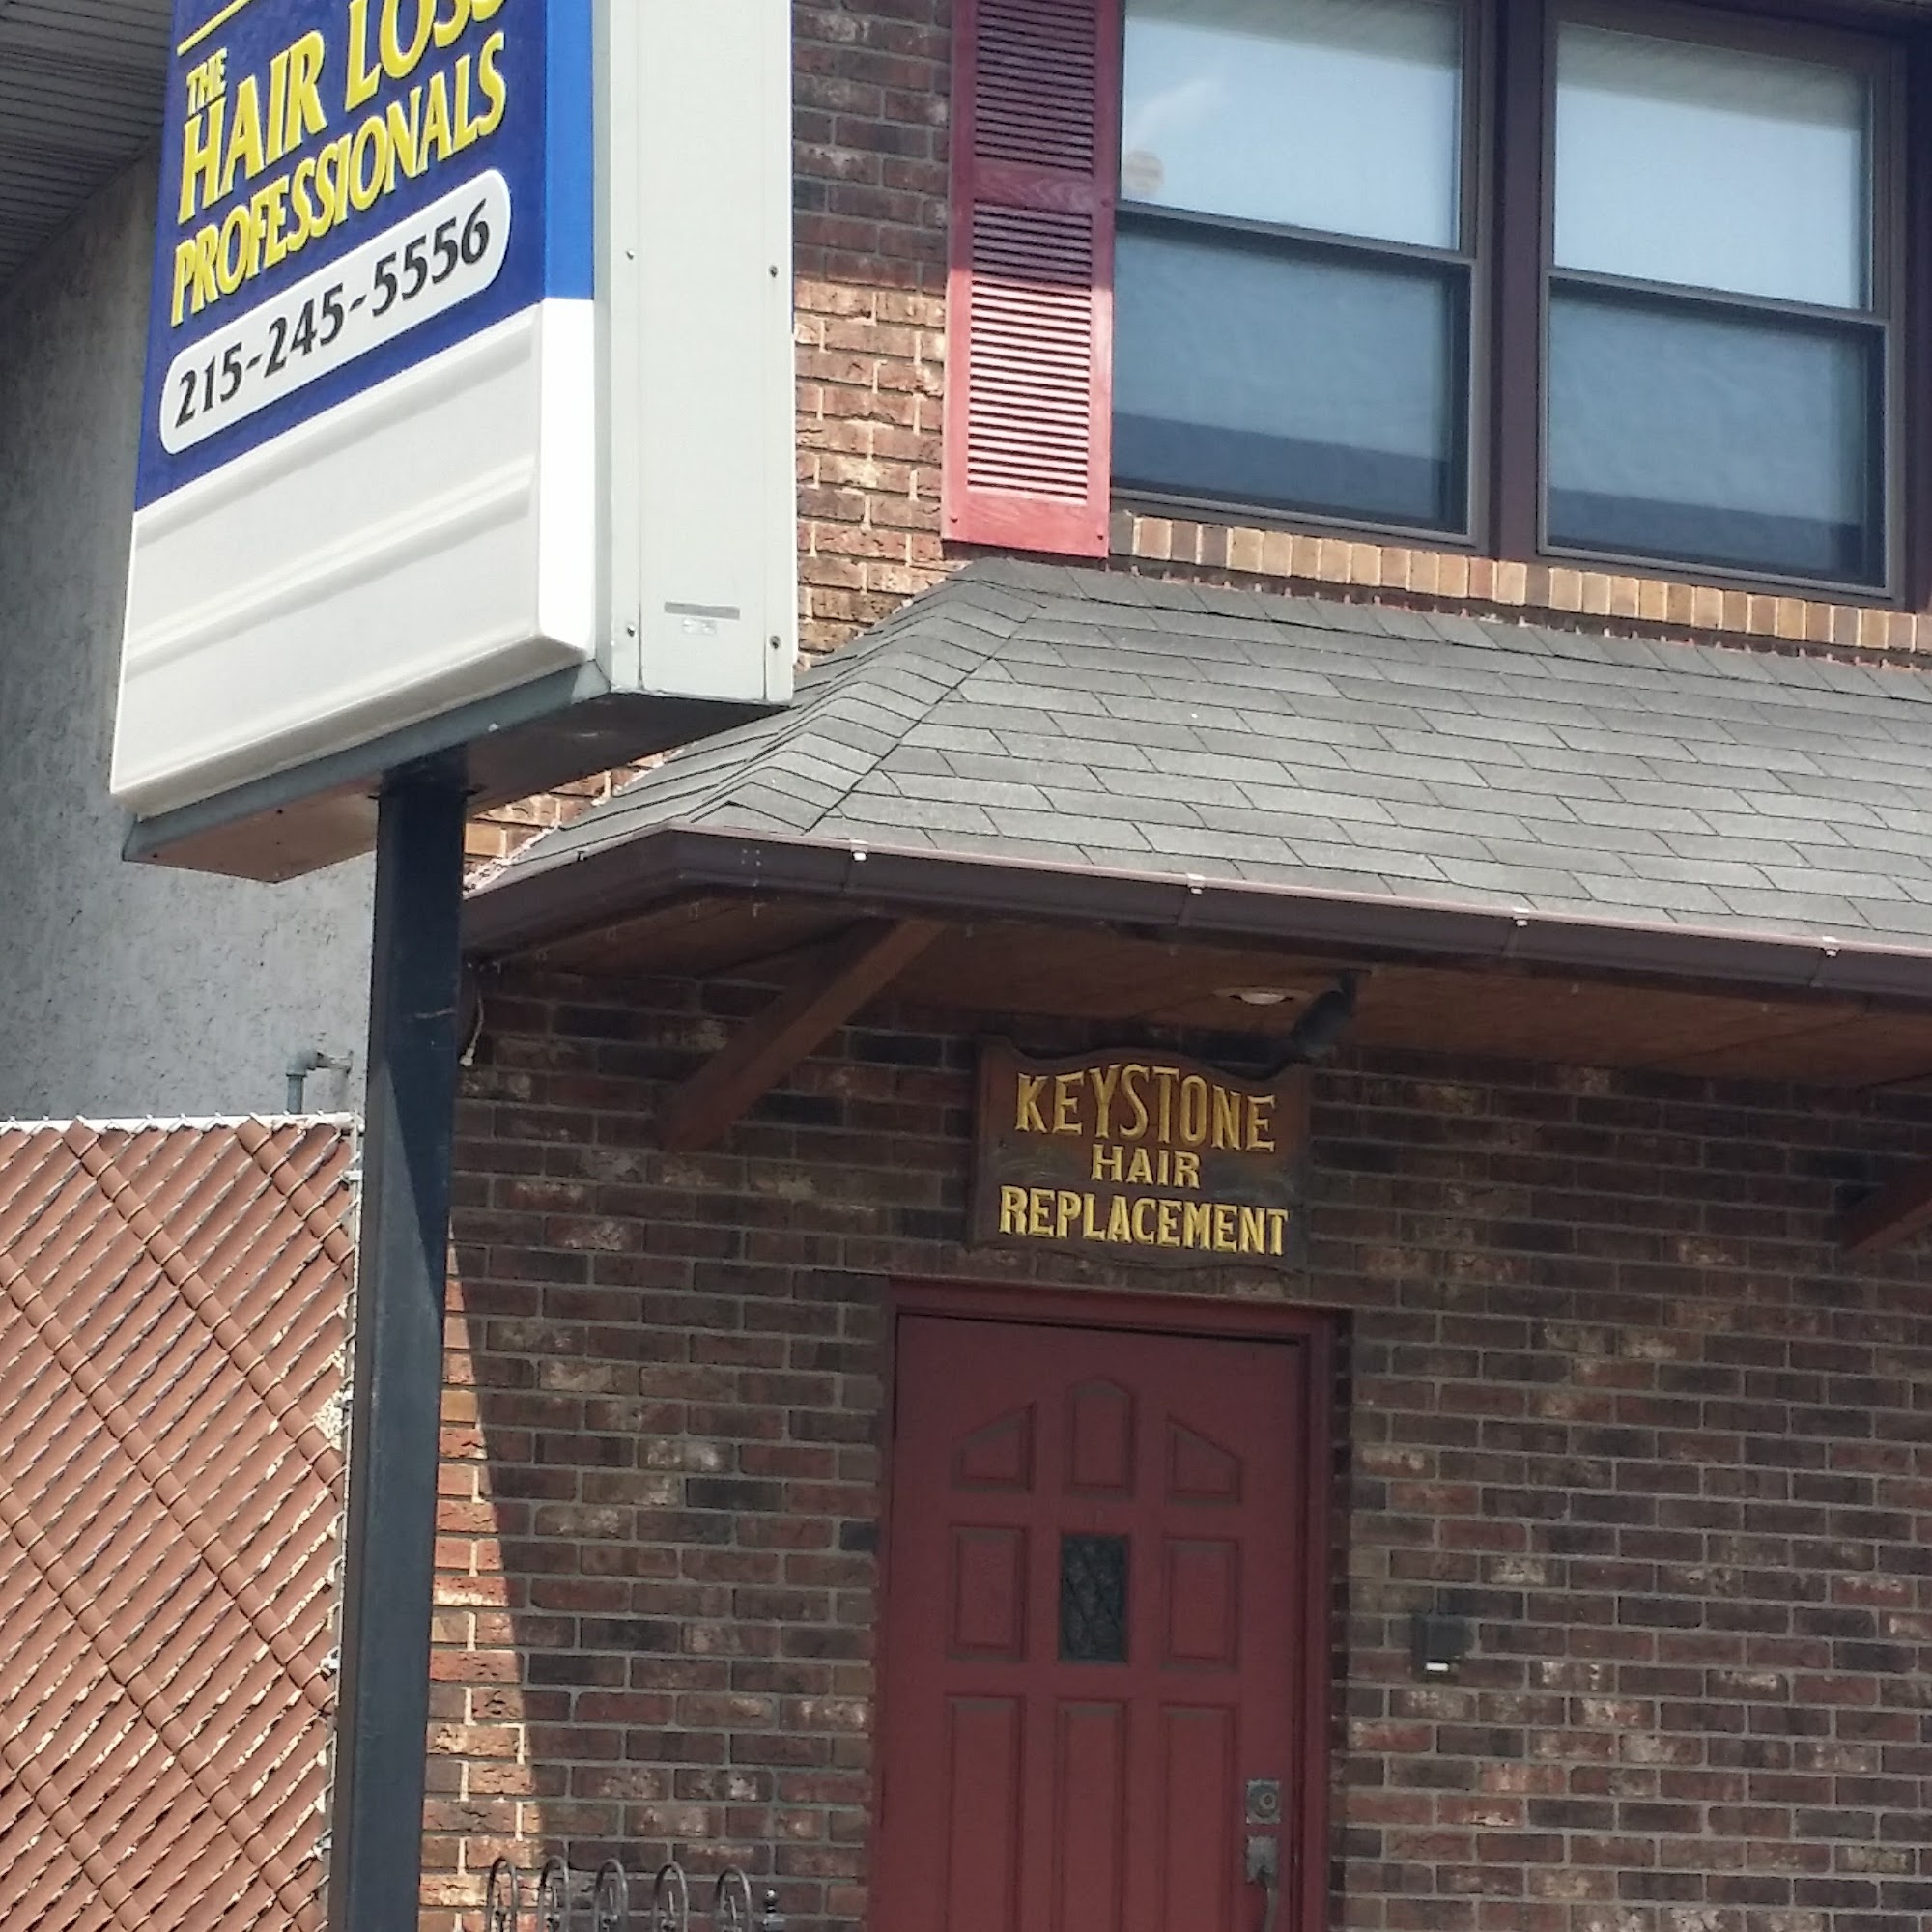 THE
HAIR LOSS
PROFESSIONALS
215-245-5556
KEYSTONE
HAIR
REPLACEMENT